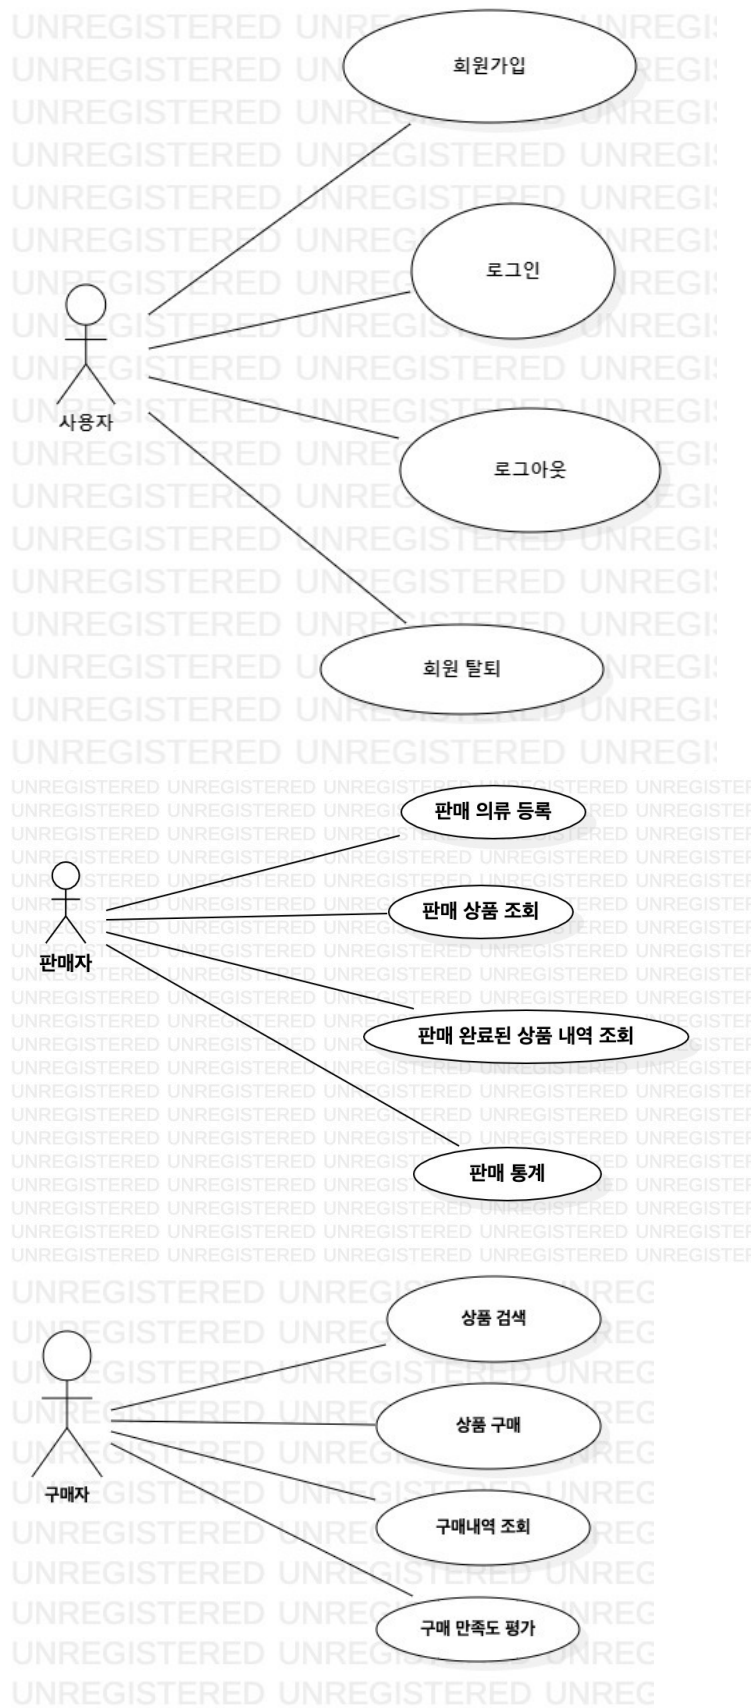 회원가입
로그인
사용자
로그아웃
회원 탈퇴
판매 의류 등록
판매 상품 조회
판매자
판매 완료된 상품 내역 조회
판매 통계
상품 검색
상품 구매
구매자
구매내역 조회
구매 만족도 평가
UNREGISTERED